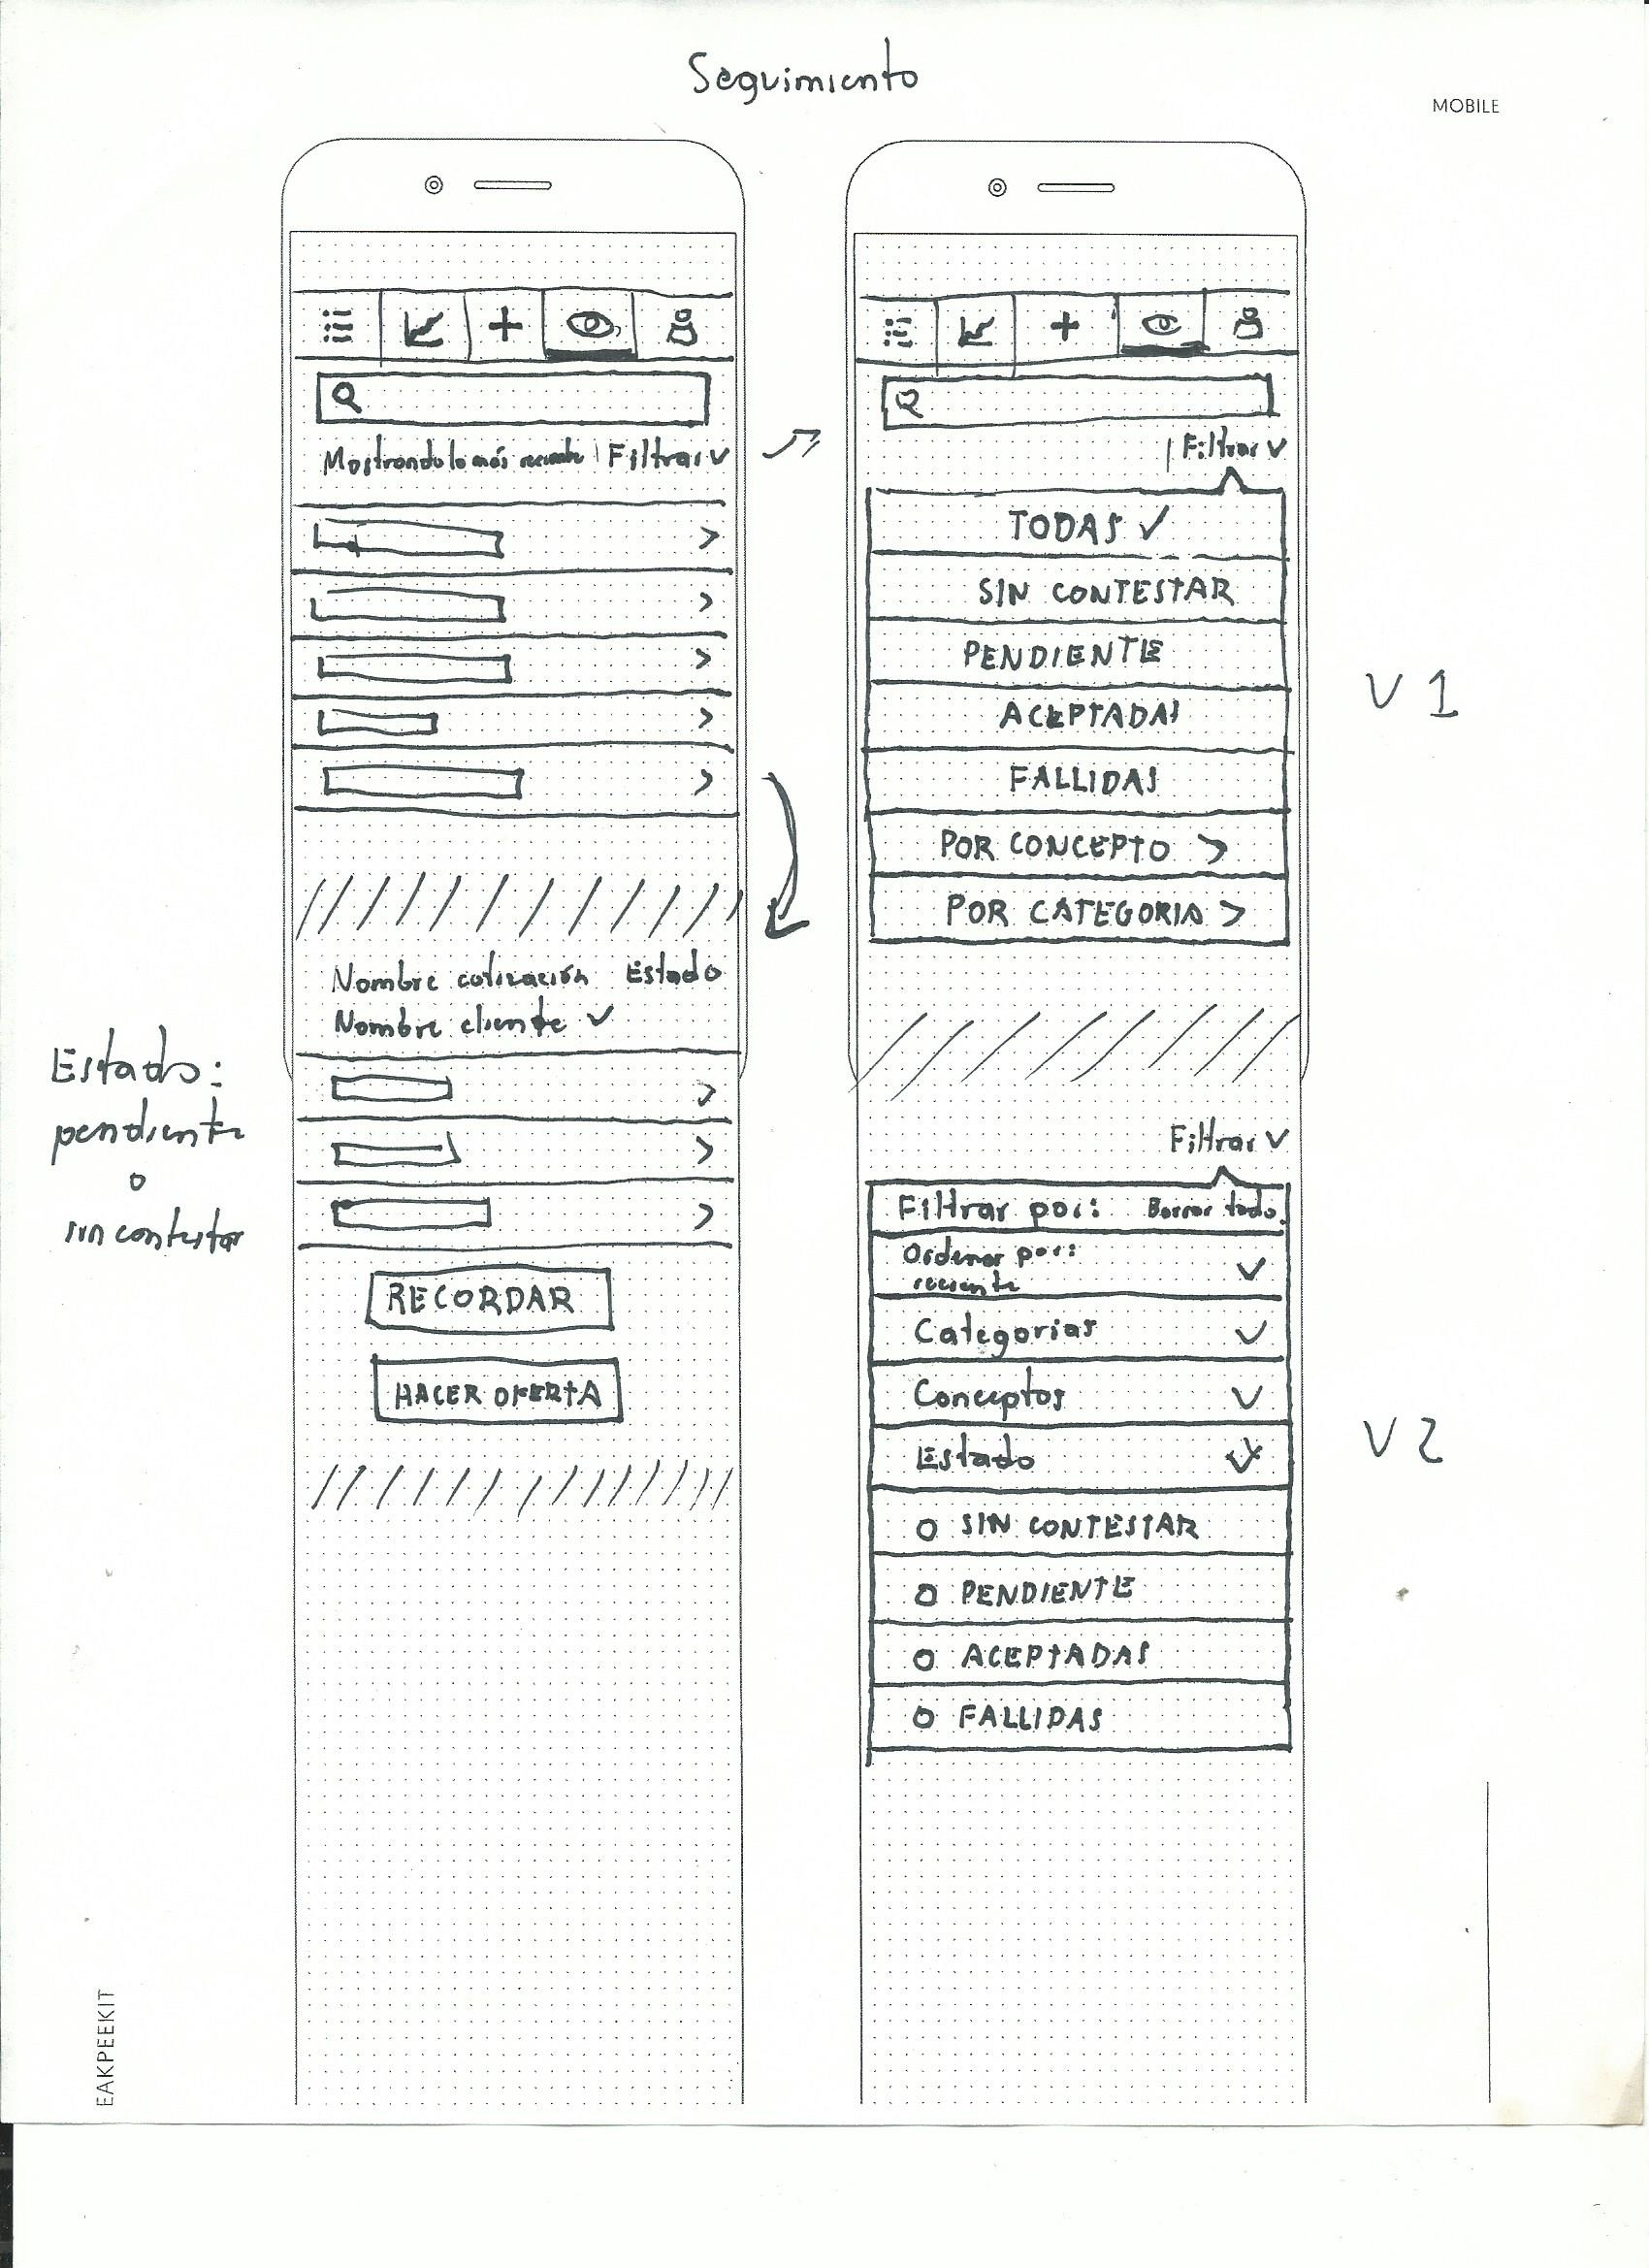 Seguimiento
MOBILE
Mostrando lo más reciente | Filtrar
Nombre cotización Estado
Nombre cliente
Estado:
pendiente
o
sin contestar
RECORDAR
HACER OFERTA
| Filtrar
TODAS
SIN CONTESTAR
PENDIENTE
ACEPTADAS
FALLIDAS
POR CONCEPTO >
POR CATEGORIA >
V1
Filtrar
Filtrar por: Borrar todo
Ordenar por:
reciente
Categorias
Conceptos
Estado
SIN CONTESTAR
PENDIENTE
ACEPTADAS
FALLIDAS
V2
EAKPEEKIT